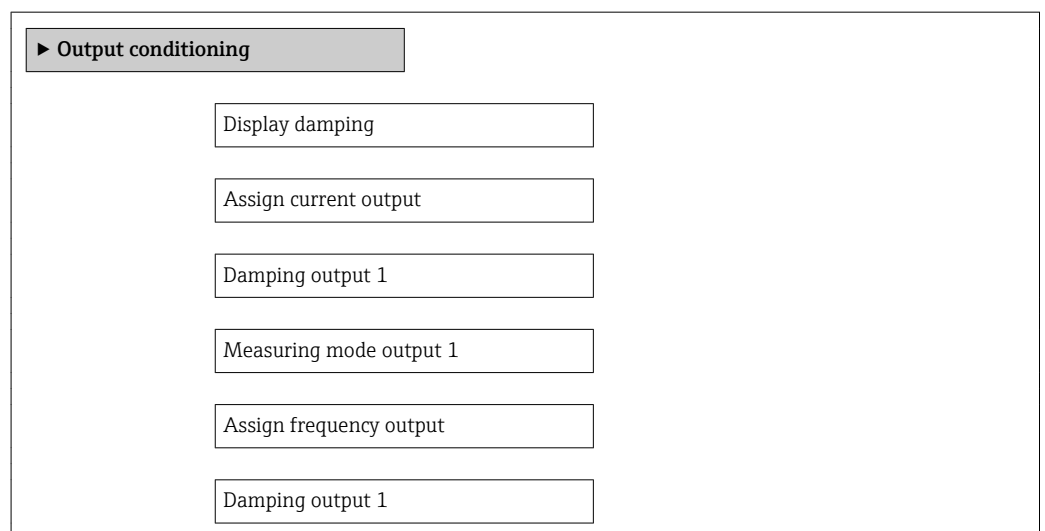 ▶ Output conditioning
Display damping
Assign current output
Damping output 1
Measuring mode output 1
Assign frequency output
Damping output 1